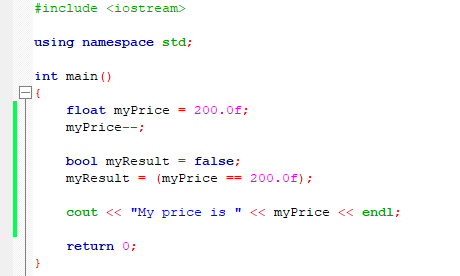 #include <iostream>
using namespace std;
int main()
{
float myPrice = 200.0f;
myPrice--;
bool myResult = false;
myResult = (myPrice == 200.0f);
cout << "My price is " << myPrice << endl;
return 0;
}